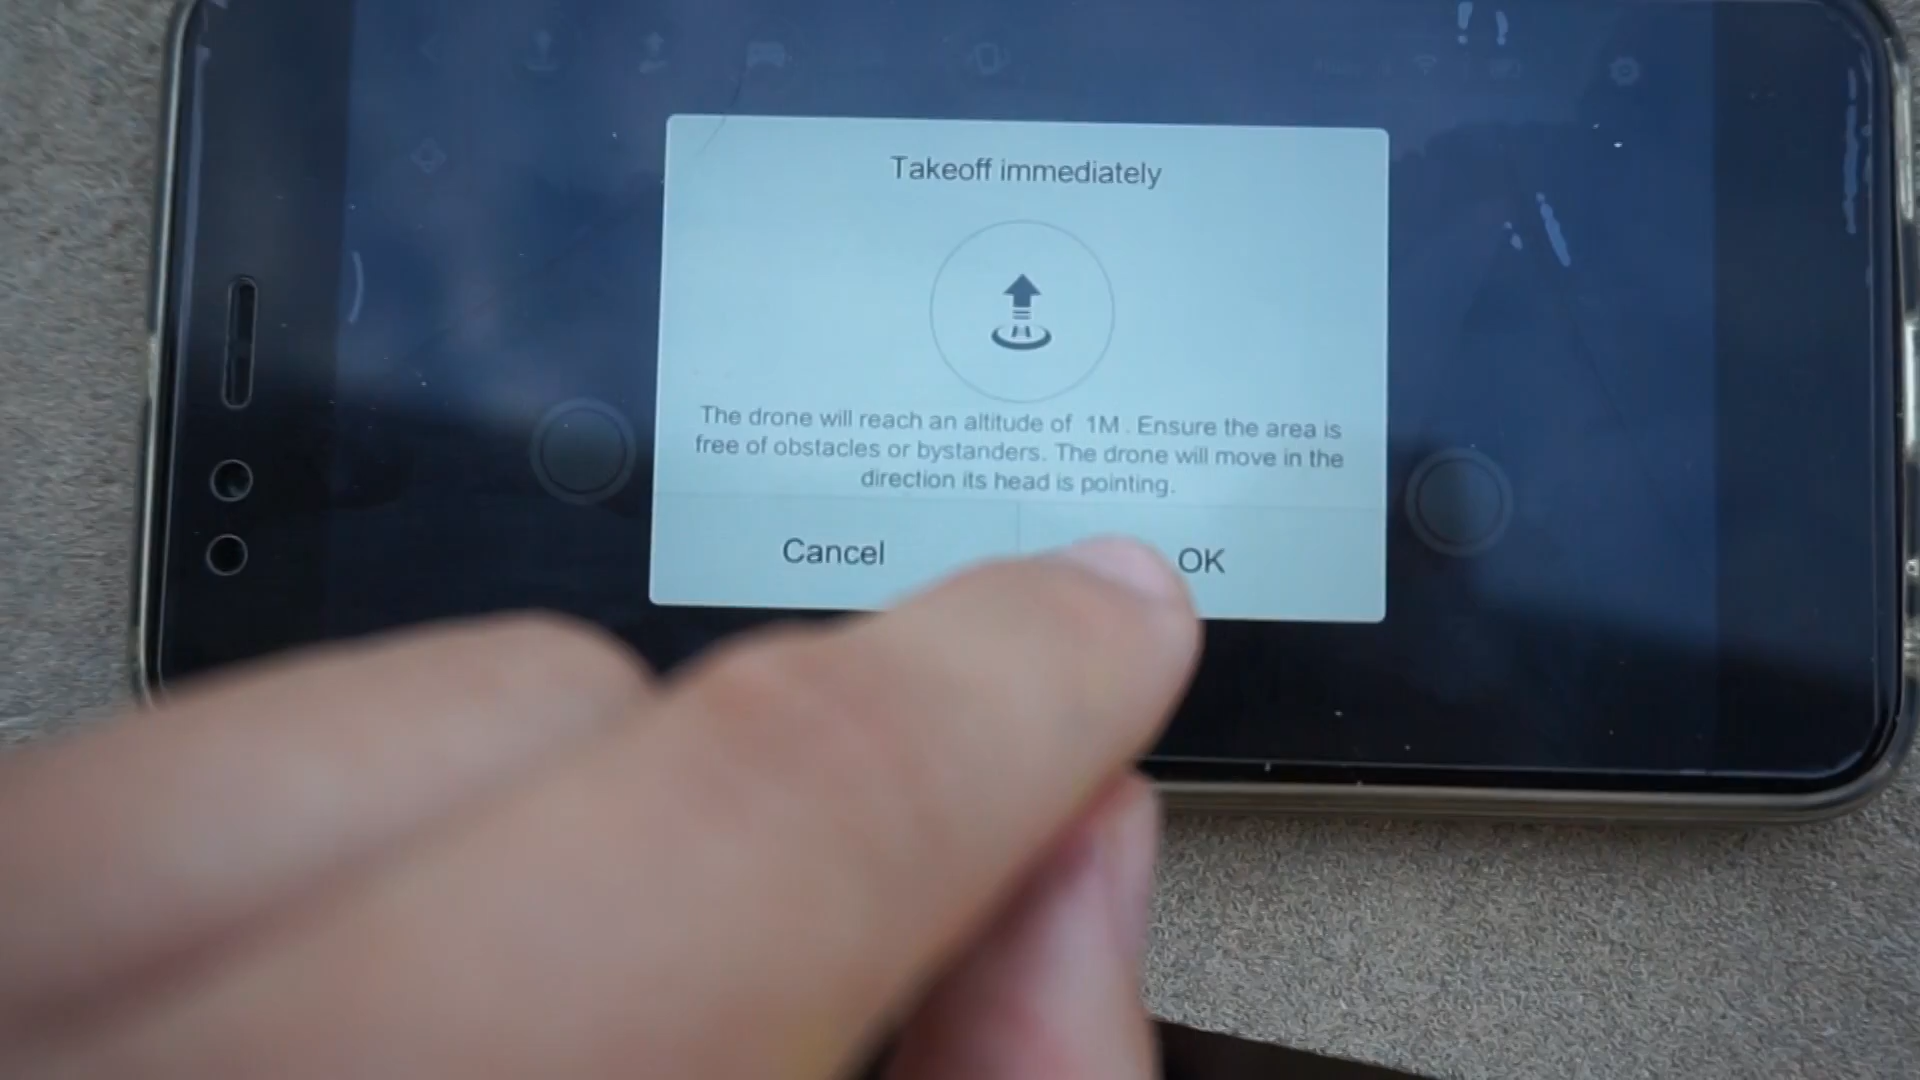 Takeoff immediately
The drone will reach an altitude of 1M . Ensure the area is
free of obstacles or bystanders. The drone will move in the
direction its head is pointing.
Cancel
OK